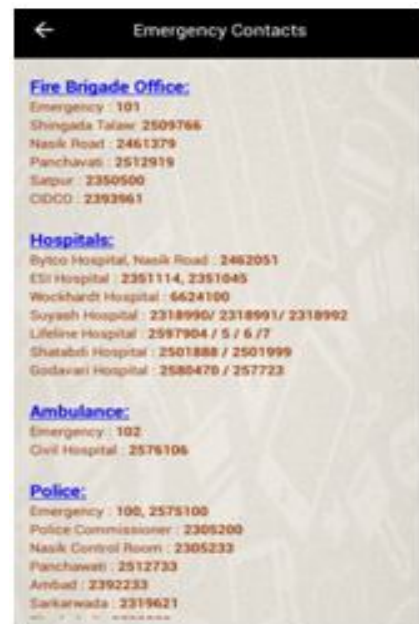 Emergency Contacts
Fire Brigade Office:
Emergency : 101
Shingada Talaw: 2509766
Nasik Road : 2461379
Panchavati : 2512919
Satpur : 2350500
CIDCO : 2393961
Hospitals:
Bytco Hospital, Nasik Road : 2462051
ESI Hospital : 2351114, 2351045
Wockhardt Hospital : 6624100
Suyash Hospital : 2318990/ 2318991/ 2318992
Lifeline Hospital : 2597904 / 5 / 6 /7
Shatabdi Hospital : 2501888 / 2501999
Godavari Hospital : 2580470 / 257723
Ambulance:
Emergency : 102
Civil Hospital : 2576106
Police:
Emergency : 100, 2575100
Police Commissioner : 2305200
Nasik Control Room : 2305233
Panchawati : 2512733
Ambad : 2392233
Sarkarwada : 2319621